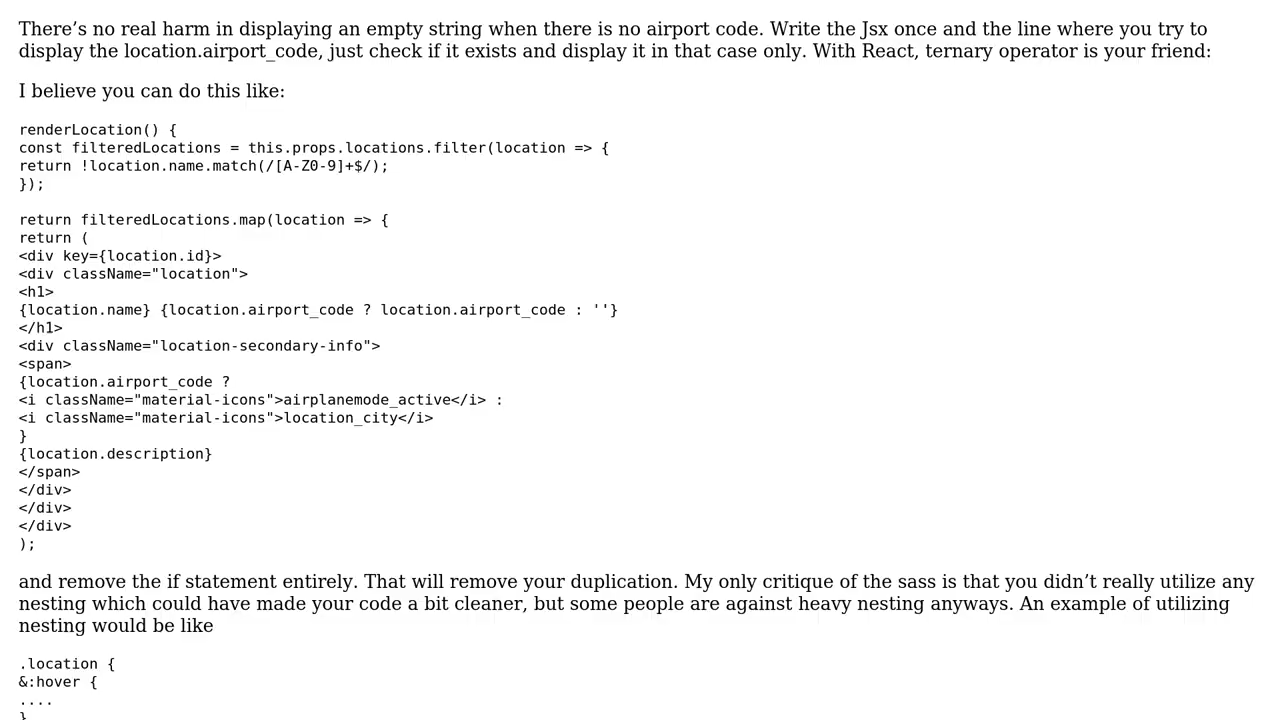 There’s no real harm in displaying an empty string when there is no airport code. Write the Jsx once and the line where you try to
display the location.airport_code, just check if it exists and display it in that case only. With React, ternary operator is your friend:
I believe you can do this like:
renderLocation() {
const filteredLocations = this.props.locations.filter(location => {
return !location.name.match(/[A-Z0-9]+$/);
});
return filteredLocations.map(location => {
return (
<div key={location.id}>
<div className="location">
<h1>
{location.name} {location.airport_code ? location.airport_code : ''}
</h1>
<div className="location-secondary-info">
<span>
{location.airport_code ?
<i className="material-icons">airplanemode_active</i> :
<i className="material-icons">location_city</i>
}
{location.description}
</span>
</div>
</div>
</div>
);
and remove the if statement entirely. That will remove your duplication. My only critique of the sass is that you didn’t really utilize any
nesting which could have made your code a bit cleaner, but some people are against heavy nesting anyways. An example of utilizing
nesting would be like
.location {
&:hover {
....
}